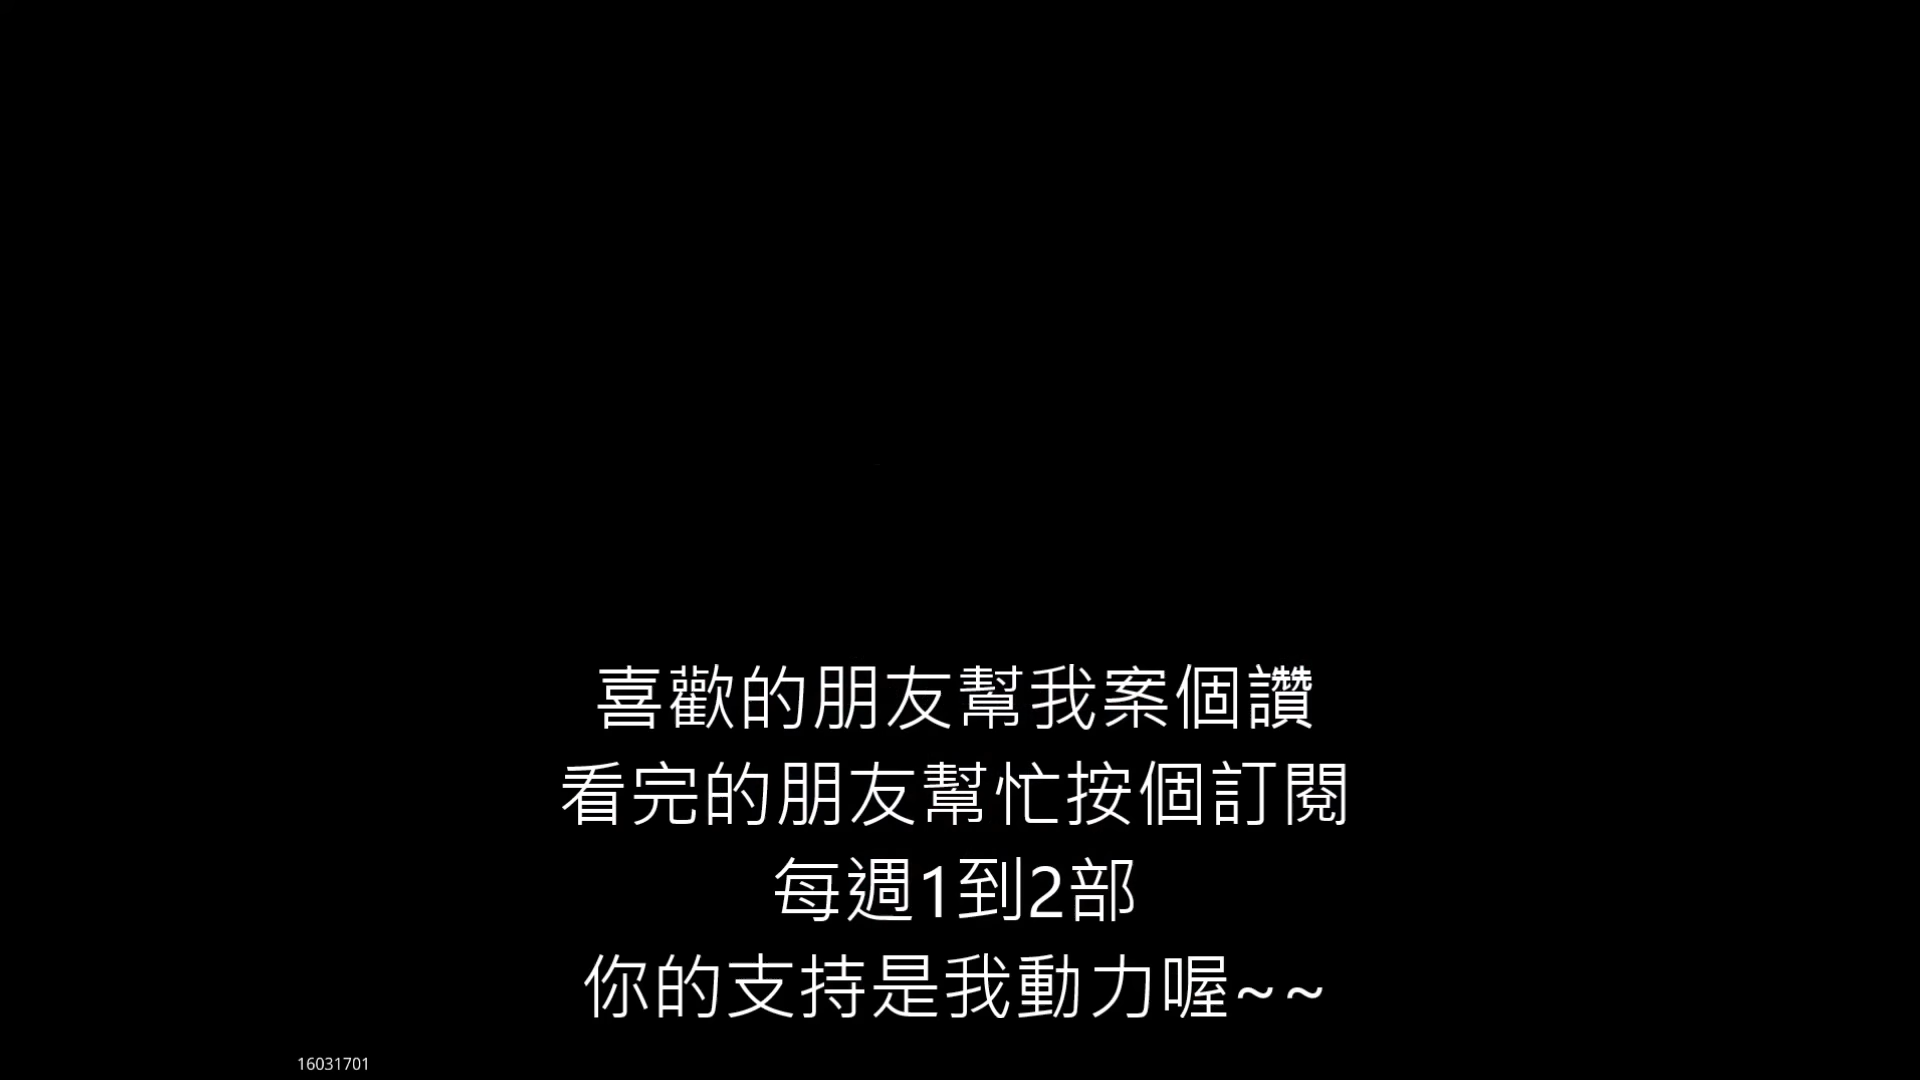 喜歡的朋友幫我案個讚
看完的朋友幫忙按個訂閱
每週1到2部
你的支持是我動力喔~~
16031701